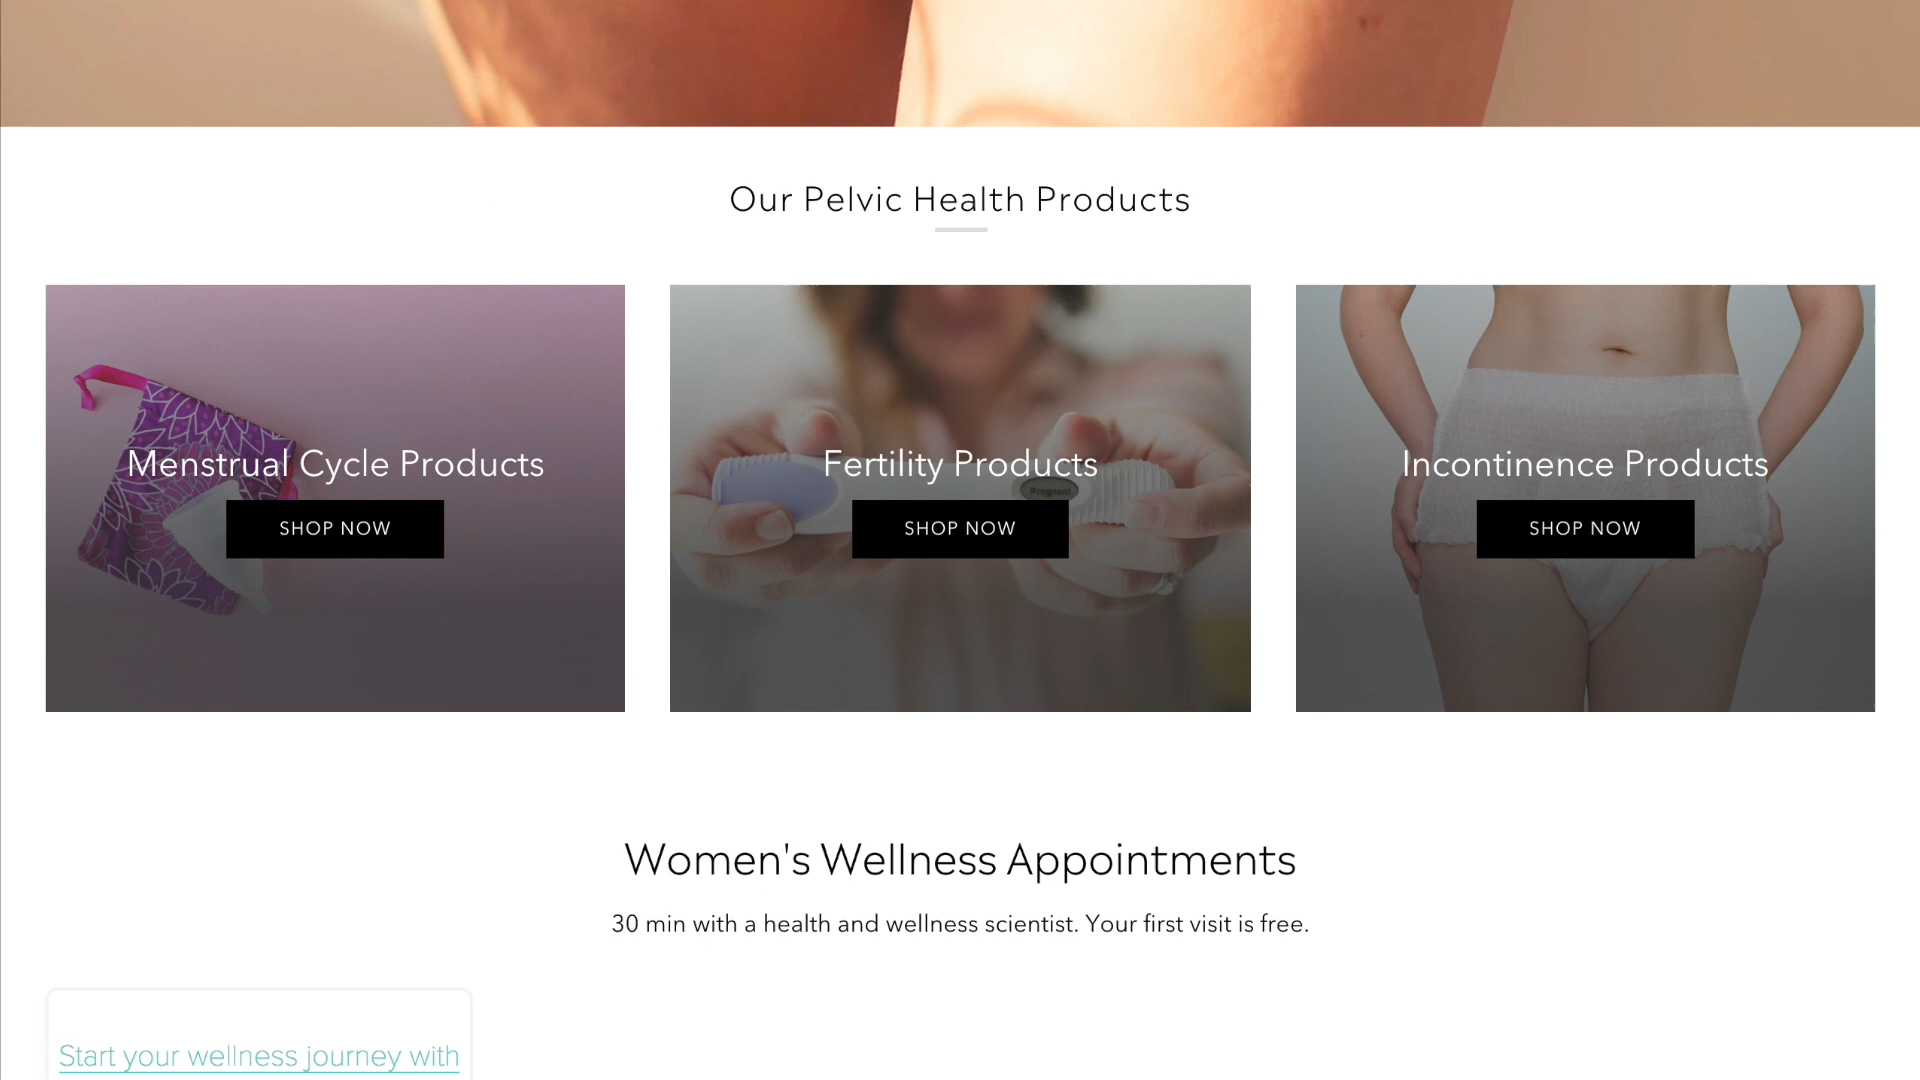 Our Pelvic Health Products
Menstrual Cycle Products
SHOP NOW
Fertility Products
Pregnant
SHOP NOW
Incontinence Products
SHOP NOW
Women's Wellness Appointments
30 min with a health and wellness scientist. Your first visit is free.
Start your wellness journey with